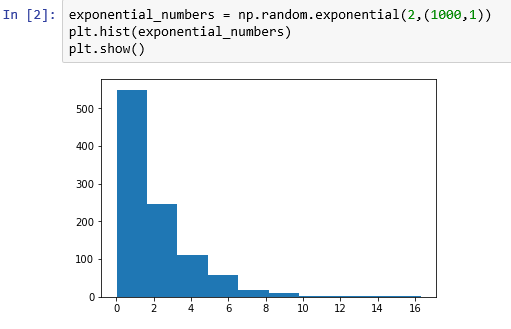 In [2]: exponential_numbers = np.random.exponential(2,(1000,1))
plt.hist(exponential_numbers)
plt.show()
500
400
300
200
100
0
0 2 4 6 8 10 12 14 16